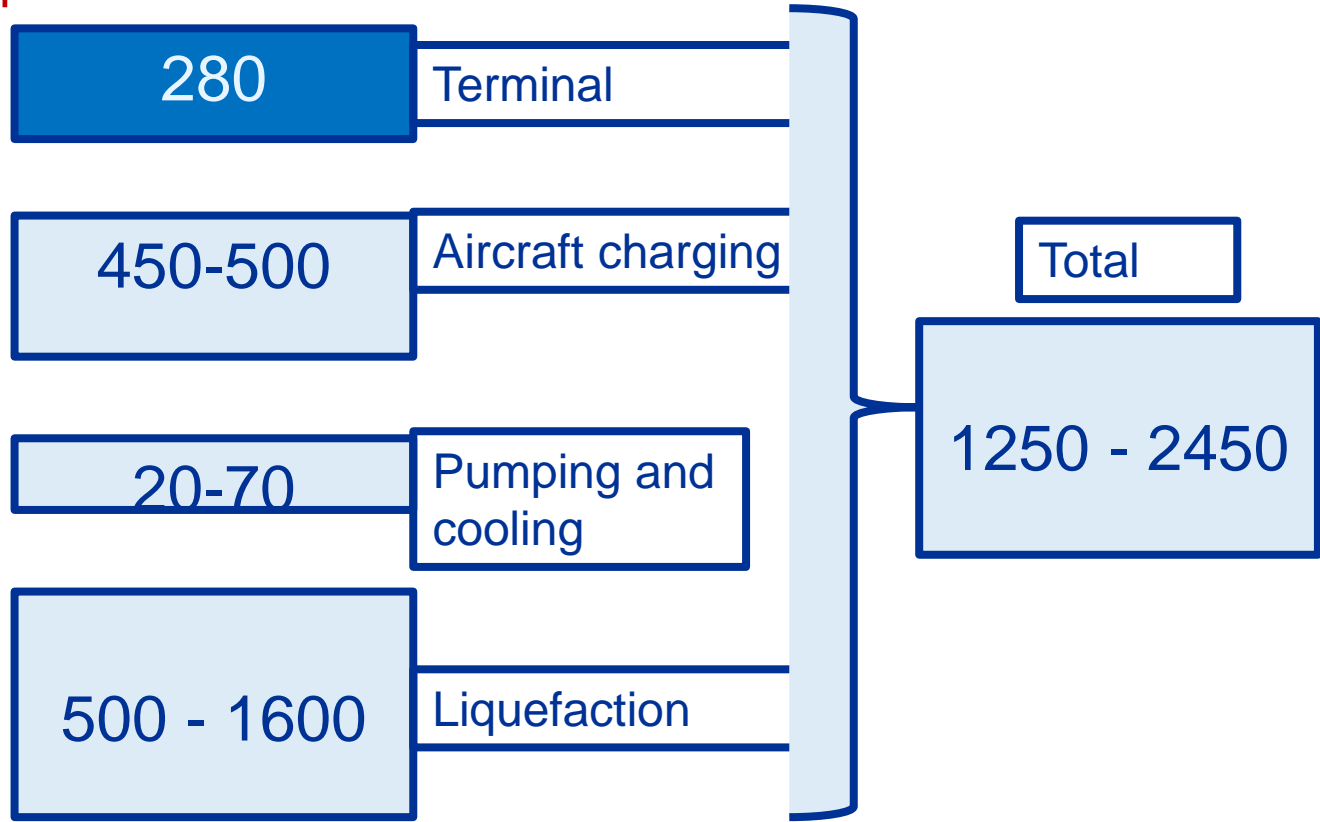 280
Terminal
450-500
Aircraft charging
Total
1250 - 2450
20-70
Pumping and
cooling
500 - 1600
Liquefaction